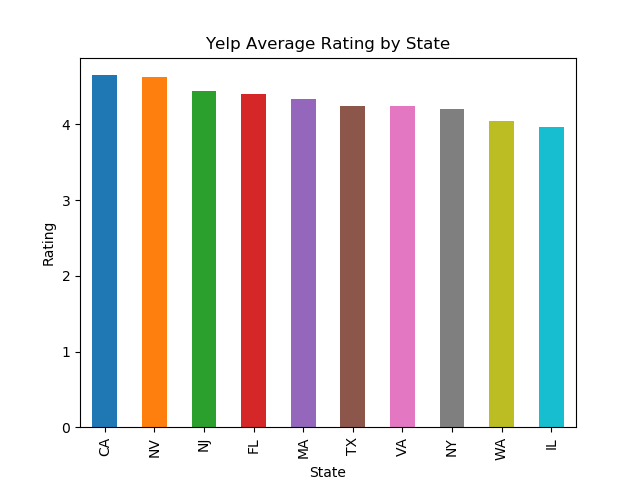 Yelp Average Rating by State
Rating
4
3
2
1
0
CA NV NJ FL MA TX VA NY WA IL
State